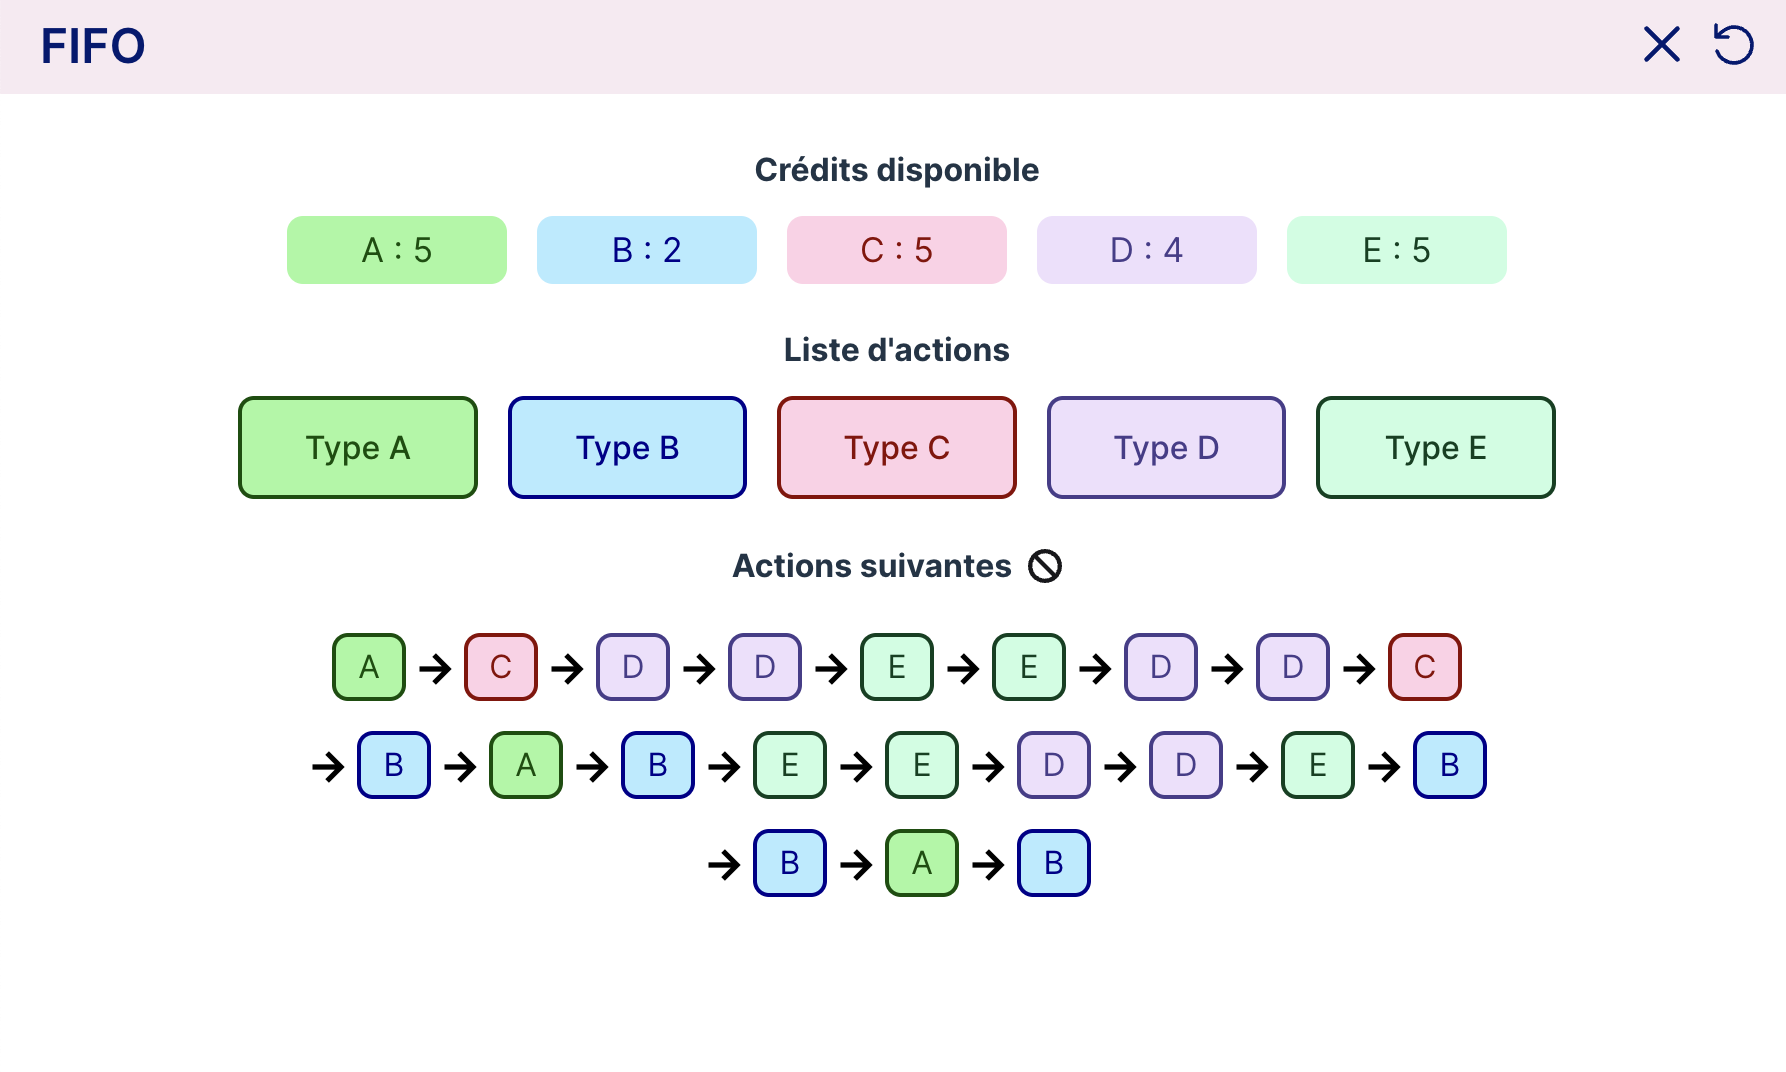 FIFO
Crédits disponible
A : 5 B : 2 C : 5 D : 4 E : 5
Liste d'actions
Type A Type B Type C Type D Type E
Actions suivantes
A → C → D → D → E → E → D → D → C
→ B → A → B → E → E → D → D → E → B
→ B → A → B